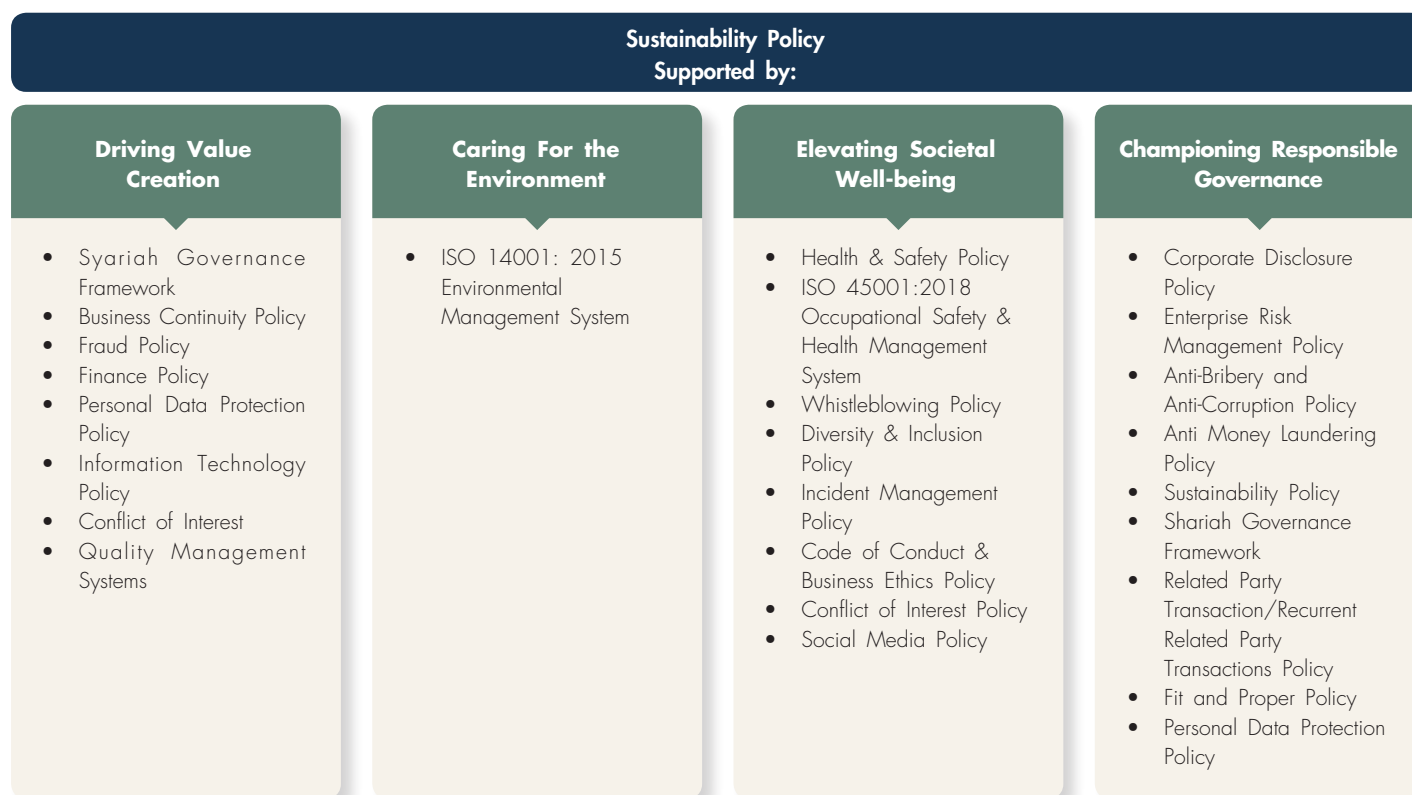 Sustainability Policy
Supported by:
Driving Value
Creation
• Syariah Governance
Framework
• Business Continuity Policy
• Fraud Policy
• Finance Policy
• Personal Data Protection
Policy
• Information Technology
Policy
• Conflict of Interest
• Quality Management
Systems
Caring For the
Environment
• ISO 14001: 2015
Environmental
Management System
Elevating Societal
Well-being
• Health & Safety Policy
• ISO 45001:2018
Occupational Safety &
Health Management
System
• Whistleblowing Policy
• Diversity & Inclusion
Policy
• Incident Management
Policy
• Code of Conduct &
Business Ethics Policy
• Conflict of Interest Policy
• Social Media Policy
Championing Responsible
Governance
• Corporate Disclosure
Policy
• Enterprise Risk
Management Policy
• Anti-Bribery and
Anti-Corruption Policy
• Anti Money Laundering
Policy
• Sustainability Policy
• Shariah Governance
Framework
• Related Party
Transaction/Recurrent
Related Party
Transactions Policy
• Fit and Proper Policy
• Personal Data Protection
Policy